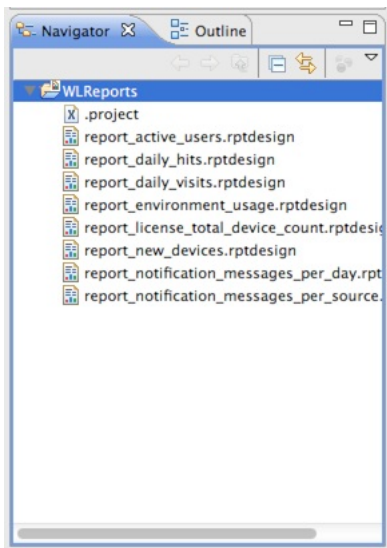 Navigator Outline
WLReports
.project
report_active_users.rptdesign
report_daily_hits.rptdesign
report_daily_visits.rptdesign
report_environment_usage.rptdesign
report_license_total_device_count.rptdesig
report_new_devices.rptdesign
report_notification_messages_per_day.rpt
report_notification_messages_per_source.